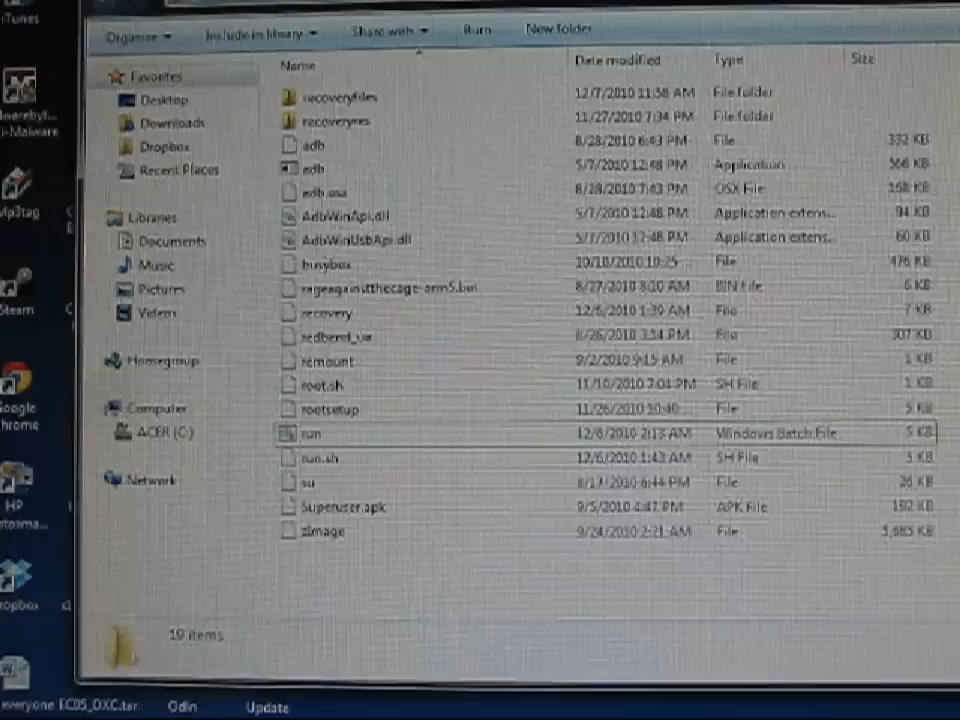 Organize Include in library Share with Burn New folder
Name Date modified Type Size
Favorites
Desktop
Downloads
Dropbox
Recent Places
Libraries
Documents
Music
Pictures
Videos
Homegroup
Computer
ACER (C:)
Network
recoveryfiles 12/7/2010 11:38 AM File folder
recoveryres 11/27/2010 7:34 PM File folder
adb 8/28/2010 6:43 PM File 332 KB
adb 5/7/2010 12:48 PM Application 566 KB
adb.osx 8/28/2010 7:43 PM OSX File 168 KB
AdbWinApi.dll 5/7/2010 12:48 PM Application extens... 94 KB
AdbWinUsbApi.dll 5/7/2010 12:48 PM Application extens... 60 KB
busybox 10/10/2010 10:25 ... File 476 KB
rageagainstthecage-arm5.bin 8/27/2010 8:10 AM BIN File 6 KB
recovery 12/6/2010 1:39 AM File 7 KB
redbend_ua 8/26/2010 3:14 PM File 307 KB
remount 9/2/2010 9:15 AM File 1 KB
root.sh 11/10/2010 7:01 PM SH File 1 KB
rootsetup 11/26/2010 10:40 ... File 5 KB
run 12/6/2010 2:13 AM Windows Batch File 5 KB
run.sh 12/6/2010 1:43 AM SH File 5 KB
su 8/17/2010 6:44 PM File 26 KB
Superuser.apk 9/5/2010 4:47 PM APK File 192 KB
zImage 9/24/2010 2:21 AM File 5,685 KB
19 items
iTunes
i-Malware
Mp3tag
Steam
Google
Chrome
HP
otosma...
ropbox
everyone EC05_OXC.tar Odin Update